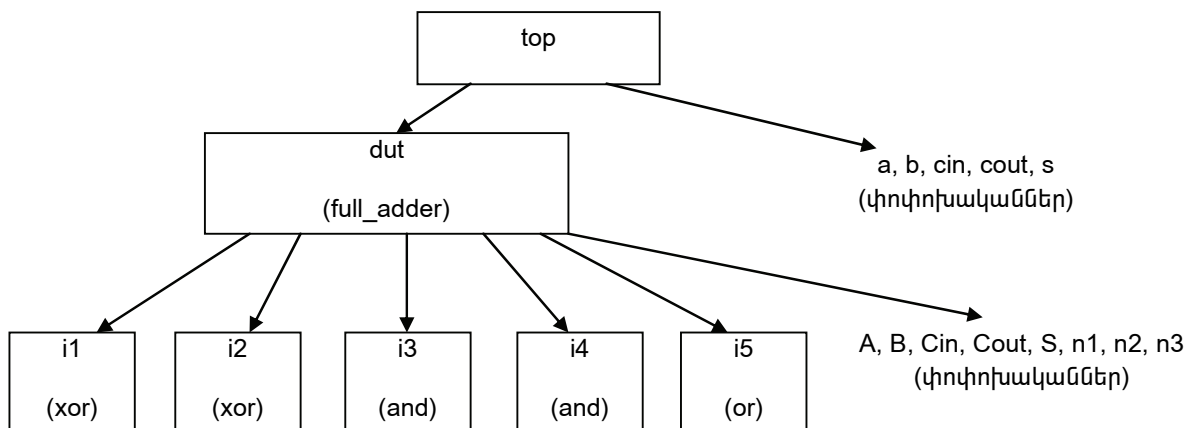 top
dut
(full_adder)
a, b, cin, cout, s
(փոփոխականներ)
i1
(xor)
i2
(xor)
i3
(and)
i4
(and)
i5
(or)
A, B, Cin, Cout, S, n1, n2, n3
(փոփոխականներ)